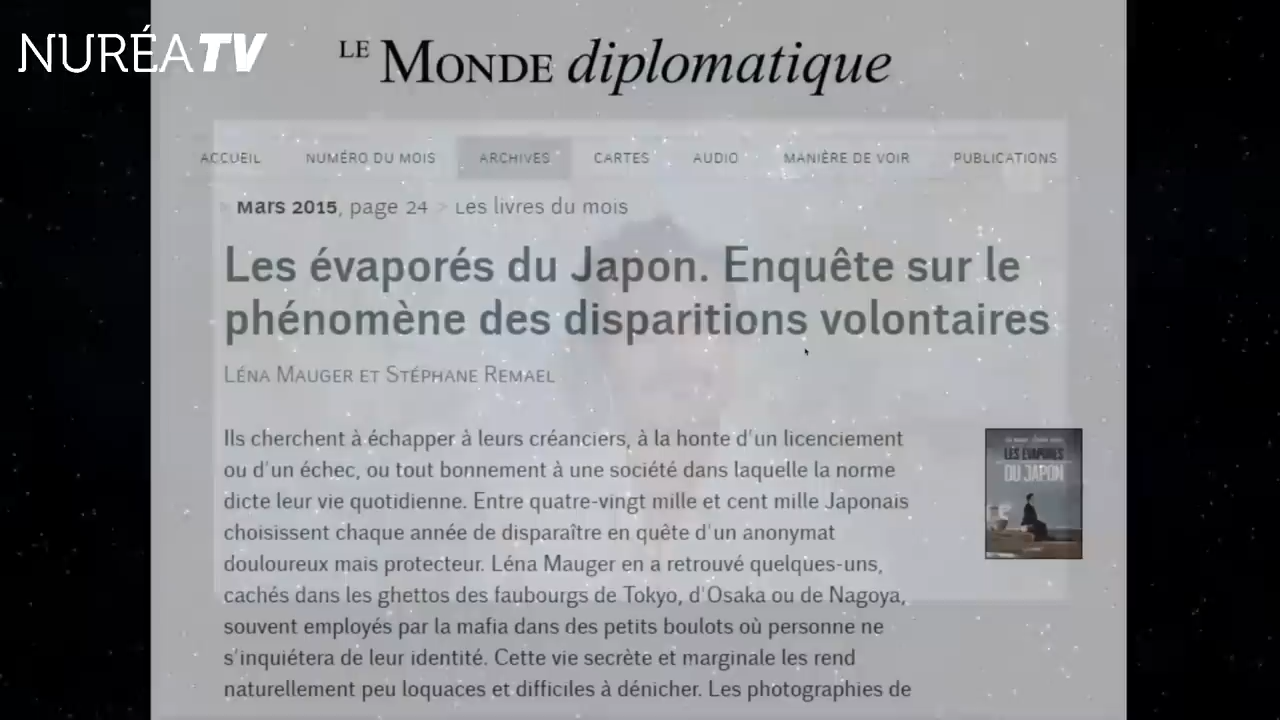 NURÉATV
LE MONDE diplomatique
ACCUEIL NUMÉRO DU MOIS ARCHIVES CARTES AUDIO MANIÈRE DE VOIR PUBLICATIONS
> Mars 2015, page 24 > Les livres du mois
Les évaporés du Japon. Enquête sur le
phénomène des disparitions volontaires
LÉNA MAUGER ET STÉPHANE REMAEL
Ils cherchent à échapper à leurs créanciers, à la honte d'un licenciement
ou d'un échec, ou tout bonnement à une société dans laquelle la norme
dicte leur vie quotidienne. Entre quatre-vingt mille et cent mille Japonais
choisissent chaque année de disparaître en quête d'un anonymat
douloureux mais protecteur. Léna Mauger en a retrouvé quelques-uns,
cachés dans les ghettos des faubourgs de Tokyo, d'Osaka ou de Nagoya,
souvent employés par la mafia dans des petits boulots où personne ne
s'inquiétera de leur identité. Cette vie secrète et marginale les rend
naturellement peu loquaces et difficiles à dénicher. Les photographies de
LES ÉVAPORÉS
DU JAPON